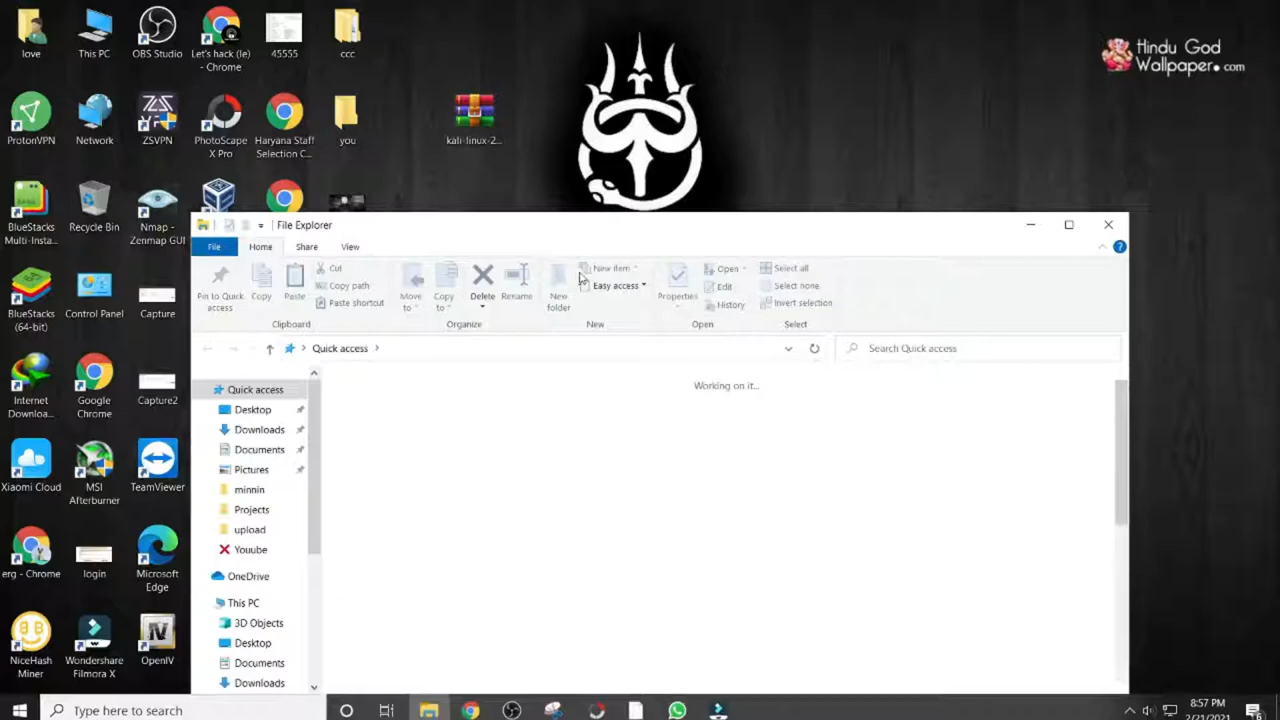 love
This PC
OBS Studio
Let's hack (le)
- Chrome
45555
ccc
Hindu God
Wallpaper.com
ProtonVPN
Network
ZSVPN
PhotoScape
X Pro
Haryana Staff
Selection C...
you
kali-linux-2...
BlueStacks
Multi-Insta...
Recycle Bin
Nmap -
Zenmap GUI
File Explorer
File
Home
Share
View
Pin to Quick
access
Copy
Paste
Cut
Copy path
Paste shortcut
Clipboard
Move
to
Copy
to
Delete
Rename
Organize
New
folder
New item
Easy access
New
Properties
Open
Edit
History
Open
Select all
Select none
Invert selection
Select
BlueStacks
(64-bit)
Control Panel
Capture
Quick access
Search Quick access
Working on it...
Quick access
Desktop
Downloads
Documents
Pictures
minnin
Projects
upload
Youube
OneDrive
This PC
3D Objects
Desktop
Documents
Downloads
Internet
Downloa...
Google
Chrome
Capture2
Xiaomi Cloud
MSI
Afterburner
TeamViewer
erg - Chrome
login
Microsoft
Edge
NiceHash
Miner
Wondershare
Filmora X
OpenIV
Type here to search
8:57 PM
2/21/2021